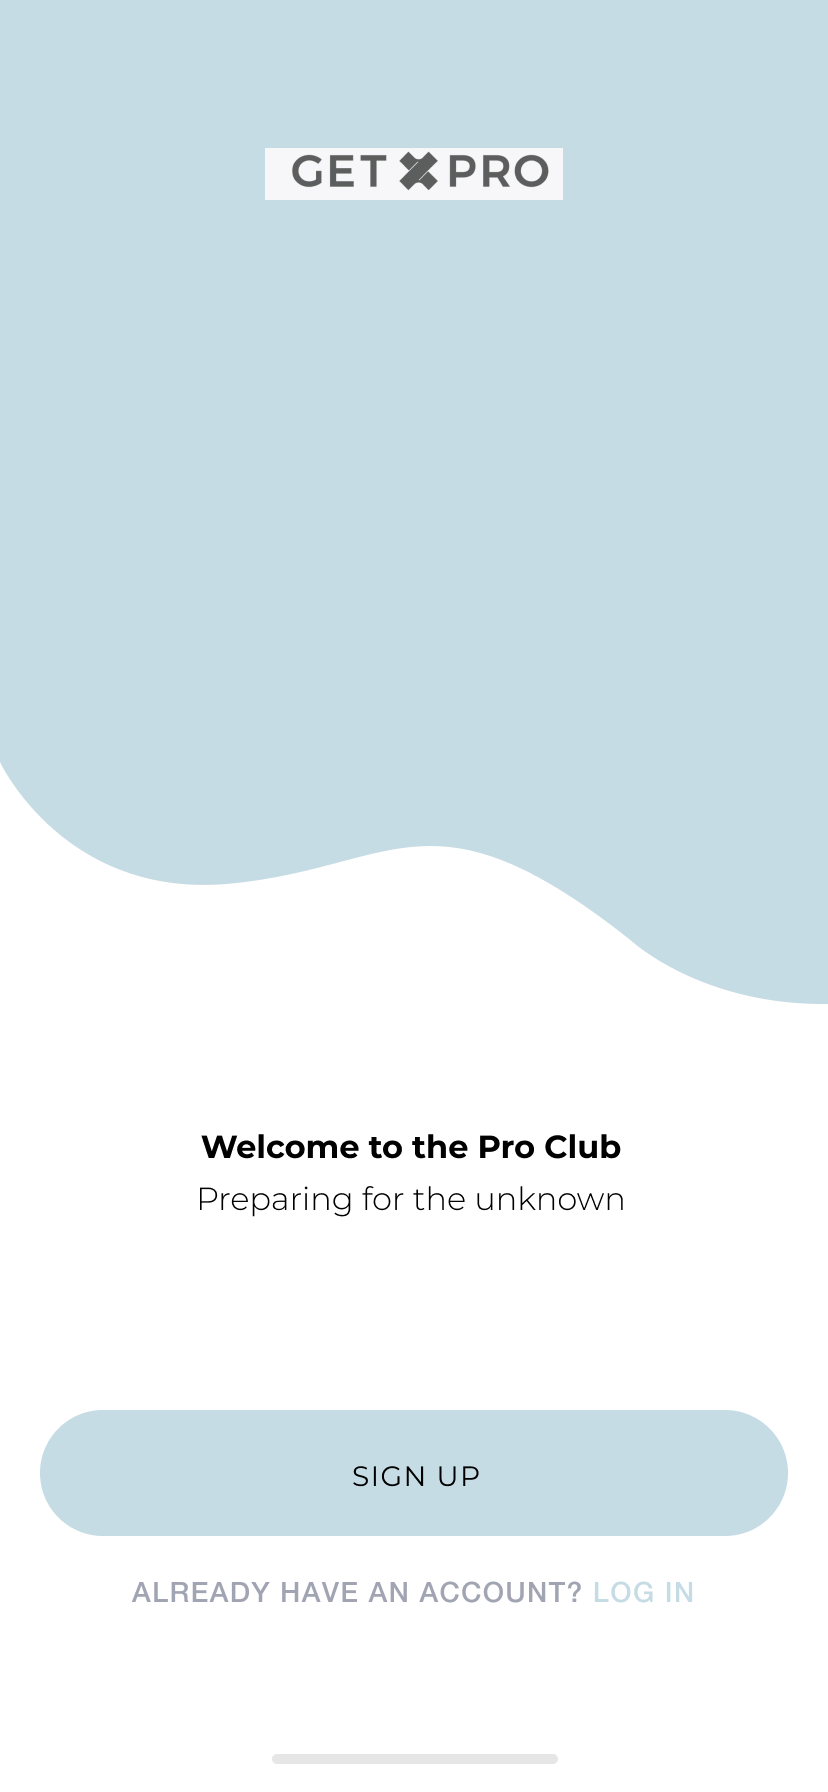 GET PRO
Welcome to the Pro Club
Preparing for the unknown
SIGN UP
ALREADY HAVE AN ACCOUNT? LOG IN